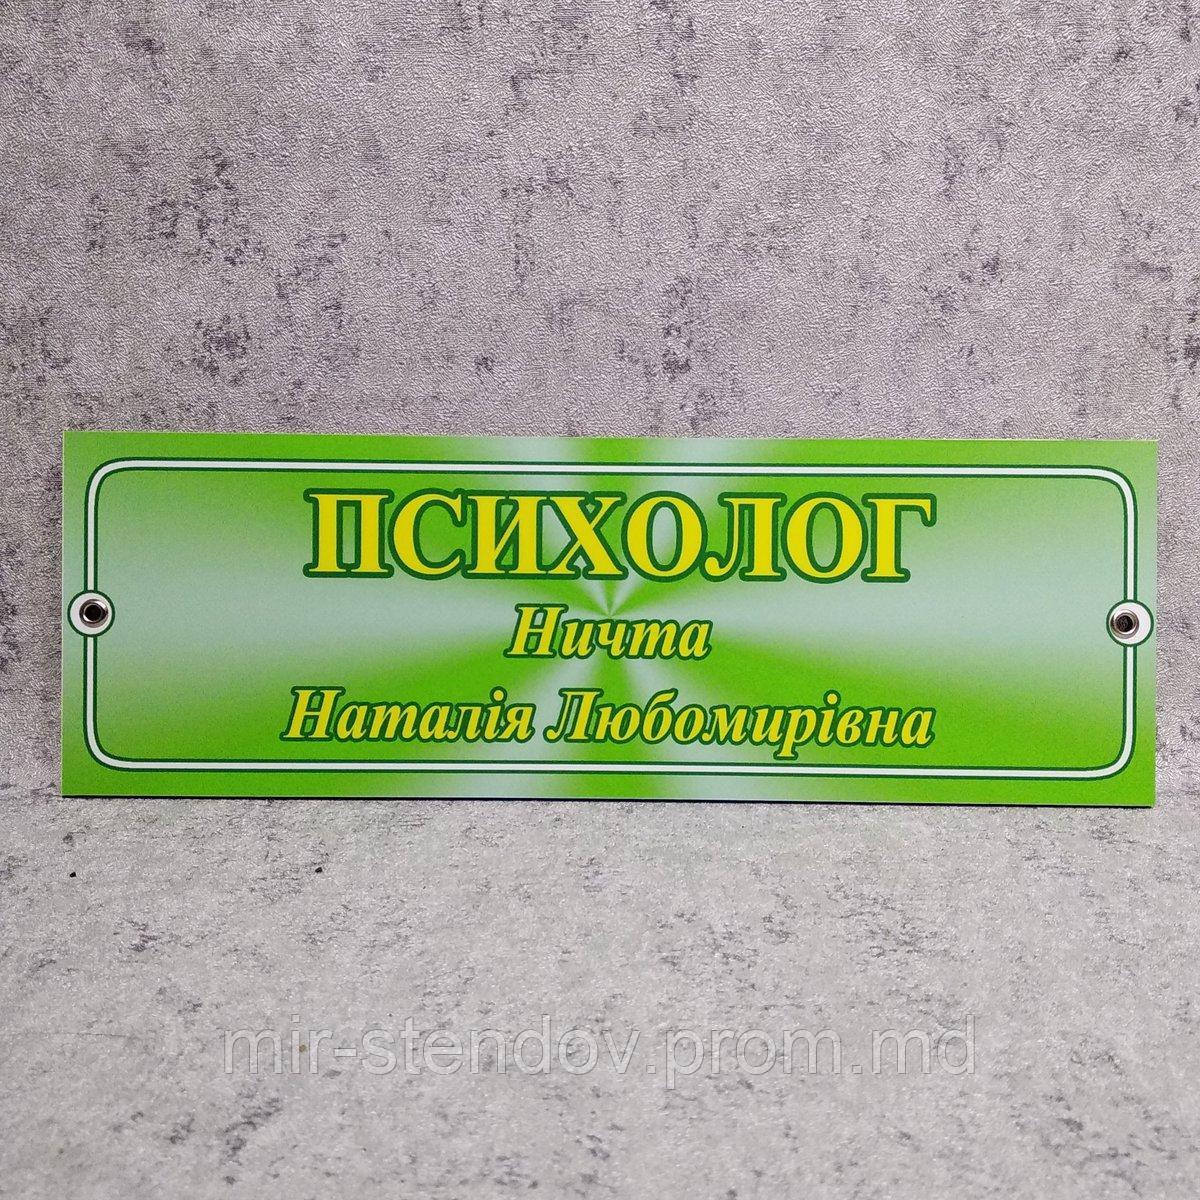 ПСИХОЛОГ
Ничта
Наталія Любомирівна
mir-stendov.prom.md